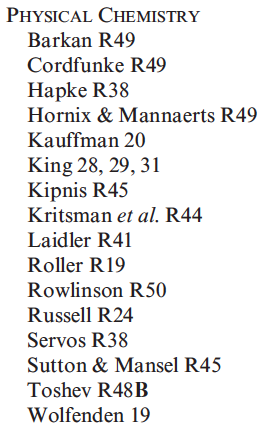 PHYSICAL CHEMISTRY
Barkan R49
Cordfunke R49
Hapke R38
Hornix & Mannaerts R49
Kauffman 20
King 28, 29, 31
Kipnis R45
Kritsman et al. R44
Laidler R41
Roller R19
Rowlinson R50
Russell R24
Servos R38
Sutton & Mansel R45
Toshev R48B
Wolfenden 19